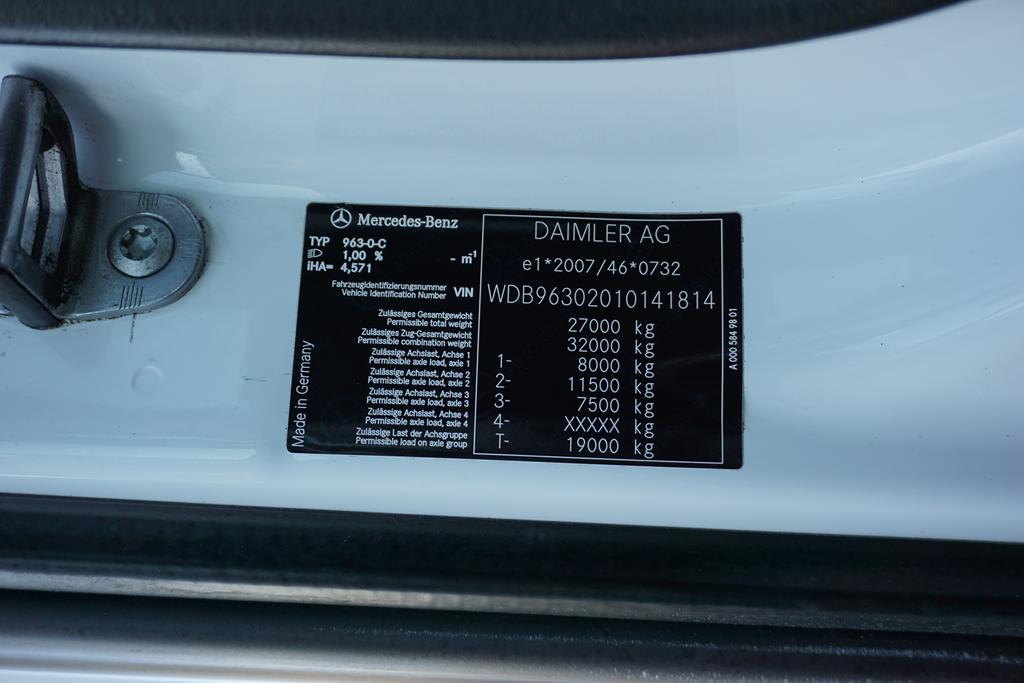 Mercedes-Benz
TYP 963-0-C
1,00 % - m⁻¹
iHA= 4,571
Fahrzeugidentifizierungsnummer
Vehicle Identification Number VIN
Zulässiges Gesamtgewicht
Permissible total weight
Zulässiges Zug-Gesamtgewicht
Permissible combination weight
Zulässige Achslast, Achse 1
Permissible axle load, axle 1
Zulässige Achslast, Achse 2
Permissible axle load, axle 2
Zulässige Achslast, Achse 3
Permissible axle load, axle 3
Zulässige Achslast, Achse 4
Permissible axle load, axle 4
Zulässige Last der Achsgruppe
Permissible load on axle group
Made in Germany
DAIMLER AG
e1*2007/46*0732
WDB96302010141814
27000 kg
32000 kg
1- 8000 kg
2- 11500 kg
3- 7500 kg
4- XXXXX kg
T- 19000 kg
A 000 584 98 01